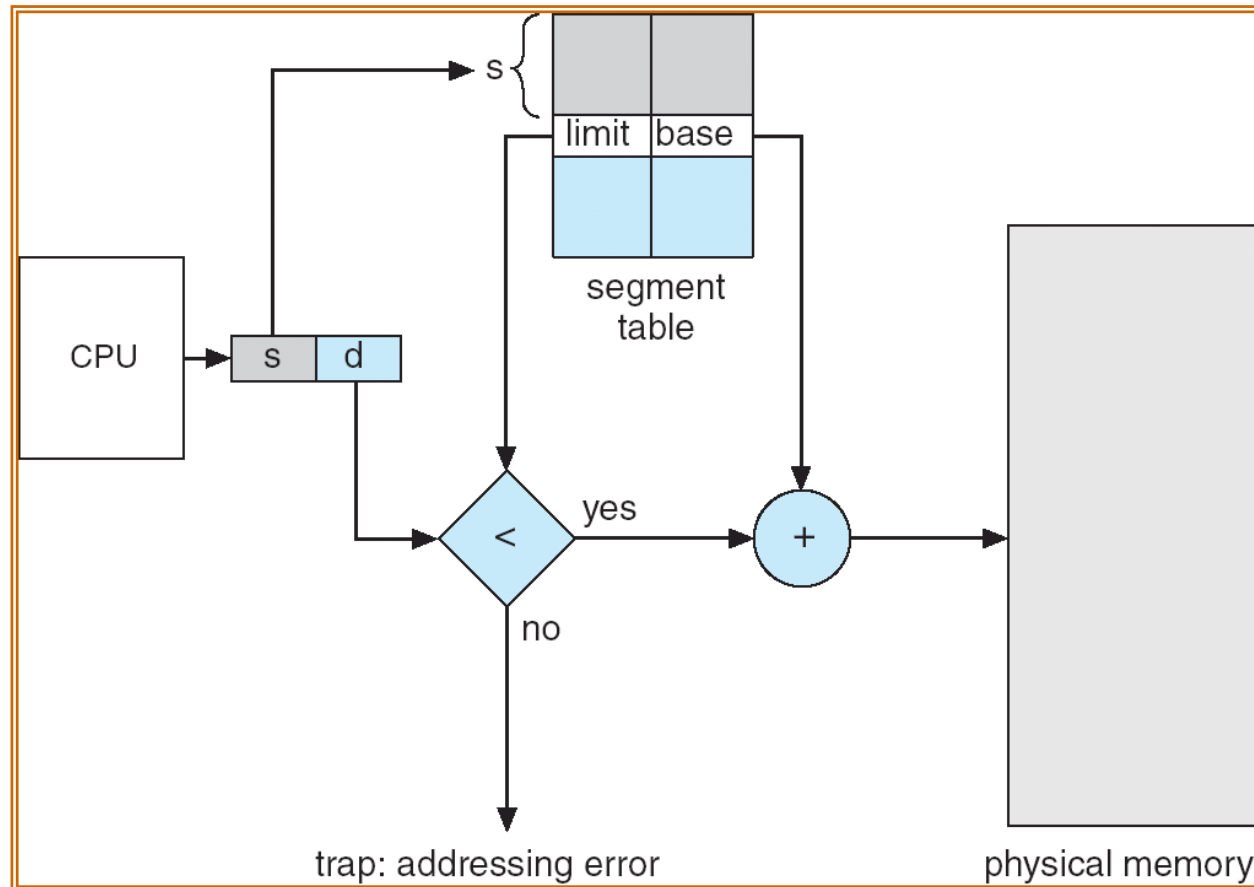 s
limit base
segment
table
CPU
s d
yes
<
+
no
trap: addressing error
physical memory